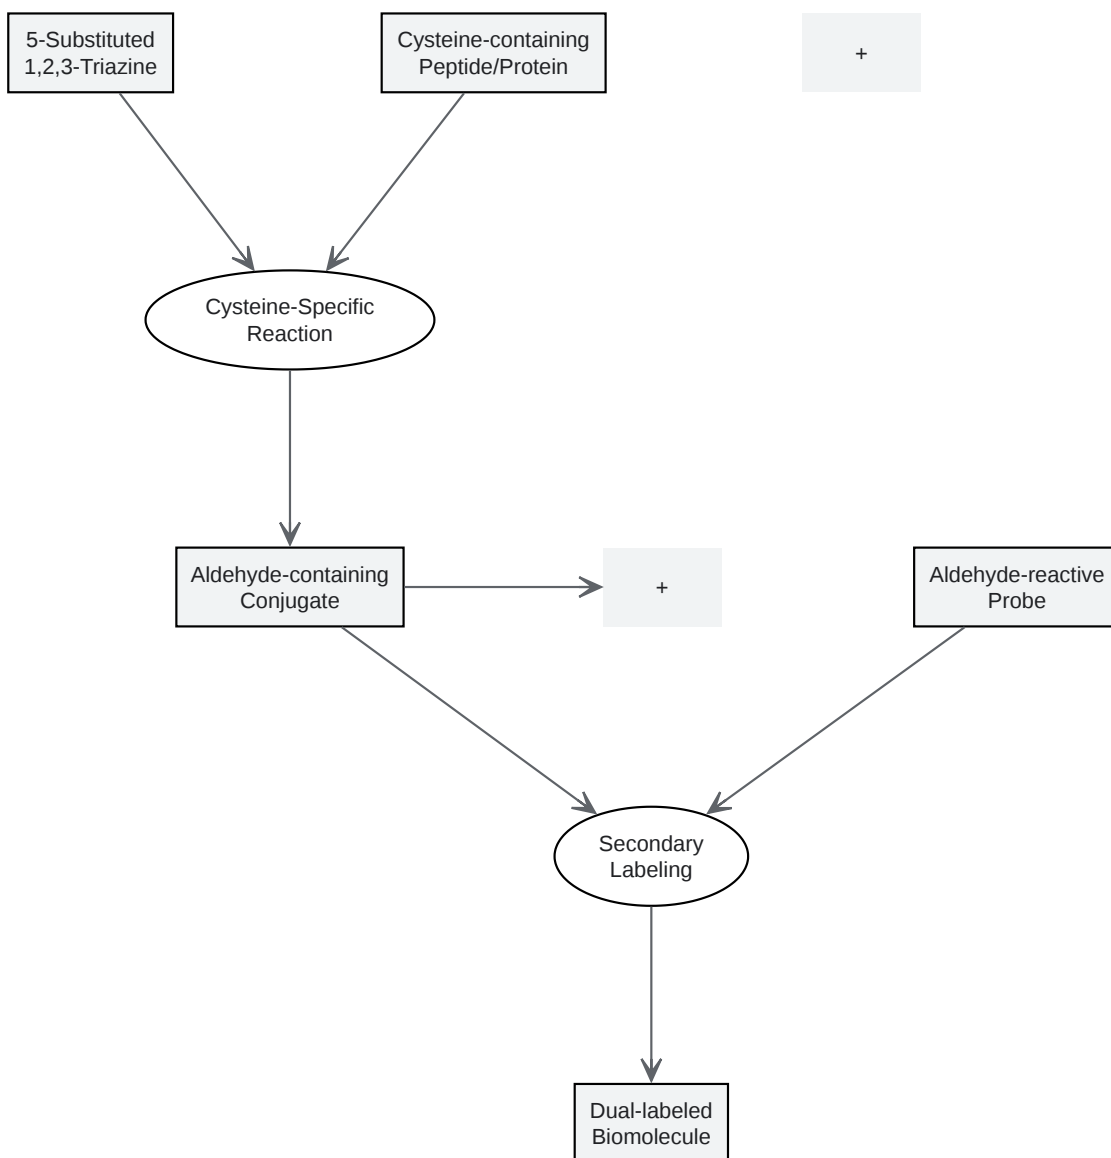 5-Substituted
1,2,3-Triazine
Cysteine-containing
Peptide/Protein
+
Cysteine-Specific
Reaction
Aldehyde-containing
Conjugate
+
Aldehyde-reactive
Probe
Secondary
Labeling
Dual-labeled
Biomolecule